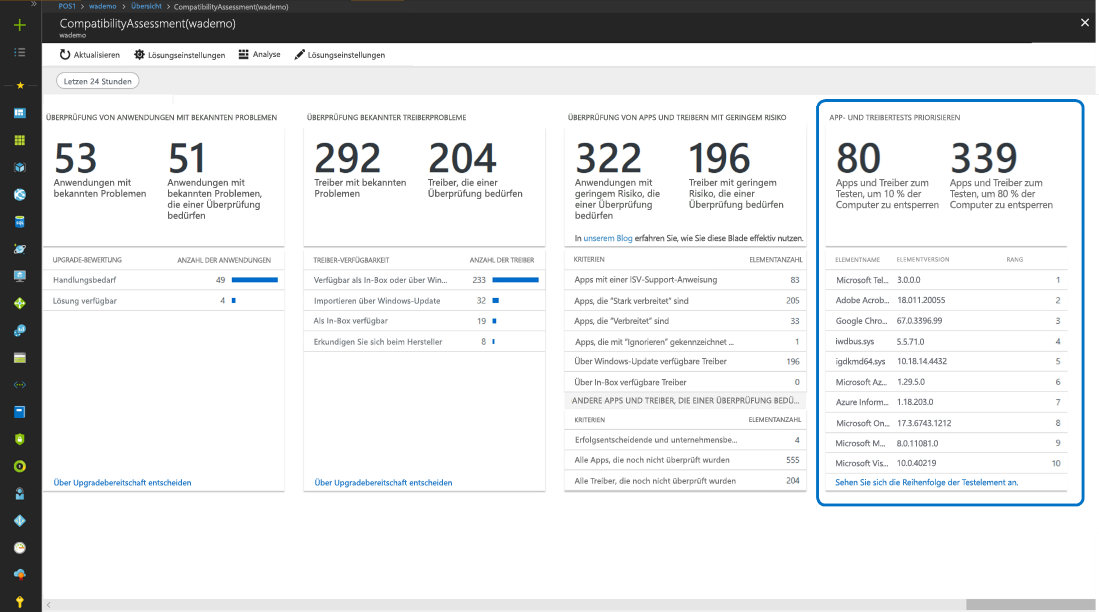 POS1 > wademo > Übersicht > CompatibilityAssessment(wademo)
CompatibilityAssessment(wademo)
wademo
Aktualisieren Lösungseinstellungen Analyse Lösungseinstellungen
Letzen 24 Stunden
ÜBERPRÜFUNG VON ANWENDUNGEN MIT BEKANNTEN PROBLEMEN
53
Anwendungen mit
bekannten Problemen
51
Anwendungen mit
bekannten Problemen,
die einer Überprüfung
bedürfen
UPGRADE-BEWERTUNG ANZAHL DER ANWENDUNGEN
Handlungsbedarf 49
Lösung verfügbar 4
Über Upgradebereitschaft entscheiden
ÜBERPRÜFUNG BEKANNTER TREIBERPROBLEME
292
Treiber mit bekannten
Problemen
204
Treiber, die einer
Überprüfung bedürfen
TREIBER-VERFÜGBARKEIT ANZAHL DER TREIBER
Verfügbar als In-Box oder über Win... 233
Importieren über Windows-Update 32
Als In-Box verfügbar 19
Erkundigen Sie sich beim Hersteller 8
Über Upgradebereitschaft entscheiden
ÜBERPRÜFUNG VON APPS UND TREIBERN MIT GERINGEM RISIKO
322
Anwendungen mit
geringem Risiko, die
einer Überprüfung
bedürfen
196
Treiber mit geringem
Risiko, die einer
Überprüfung bedürfen
In unserem Blog erfahren Sie, wie Sie diese Blade effektiv nutzen.
KRITERIEN ELEMENTANZAHL
Apps mit einer ISV-Support-Anweisung 83
Apps, die "Stark verbreitet" sind 205
Apps, die "Verbreitet" sind 33
Apps, die mit "Ignorieren" gekennzeichnet ... 1
Über Windows-Update verfügbare Treiber 196
Über In-Box verfügbare Treiber 0
ANDERE APPS UND TREIBER, DIE EINER ÜBERPRÜFUNG BEDÜ...
KRITERIEN ELEMENTANZAHL
Erfolgsentscheidende und unternehmensbe... 4
Alle Apps, die noch nicht überprüft wurden 555
Alle Treiber, die noch nicht überprüft wurden 204
APP- UND TREIBERTESTS PRIORISIEREN
80
Apps und Treiber zum
Testen, um 10 % der
Computer zu entsperren
339
Apps und Treiber zum
Testen, um 80 % der
Computer zu entsperren
ELEMENTNAME ELEMENTVERSION RANG
Microsoft Tel... 3.0.0.0 1
Adobe Acrob... 18.011.20055 2
Google Chro... 67.0.3396.99 3
iwdbus.sys 5.5.71.0 4
igdkmd64.sys 10.18.14.4432 5
Microsoft Az... 1.29.5.0 6
Azure Inform... 1.18.203.0 7
Microsoft On... 17.3.6743.1212 8
Microsoft M... 8.0.11081.0 9
Microsoft Vis... 10.0.40219 10
Sehen Sie sich die Reihenfolge der Testelement an.